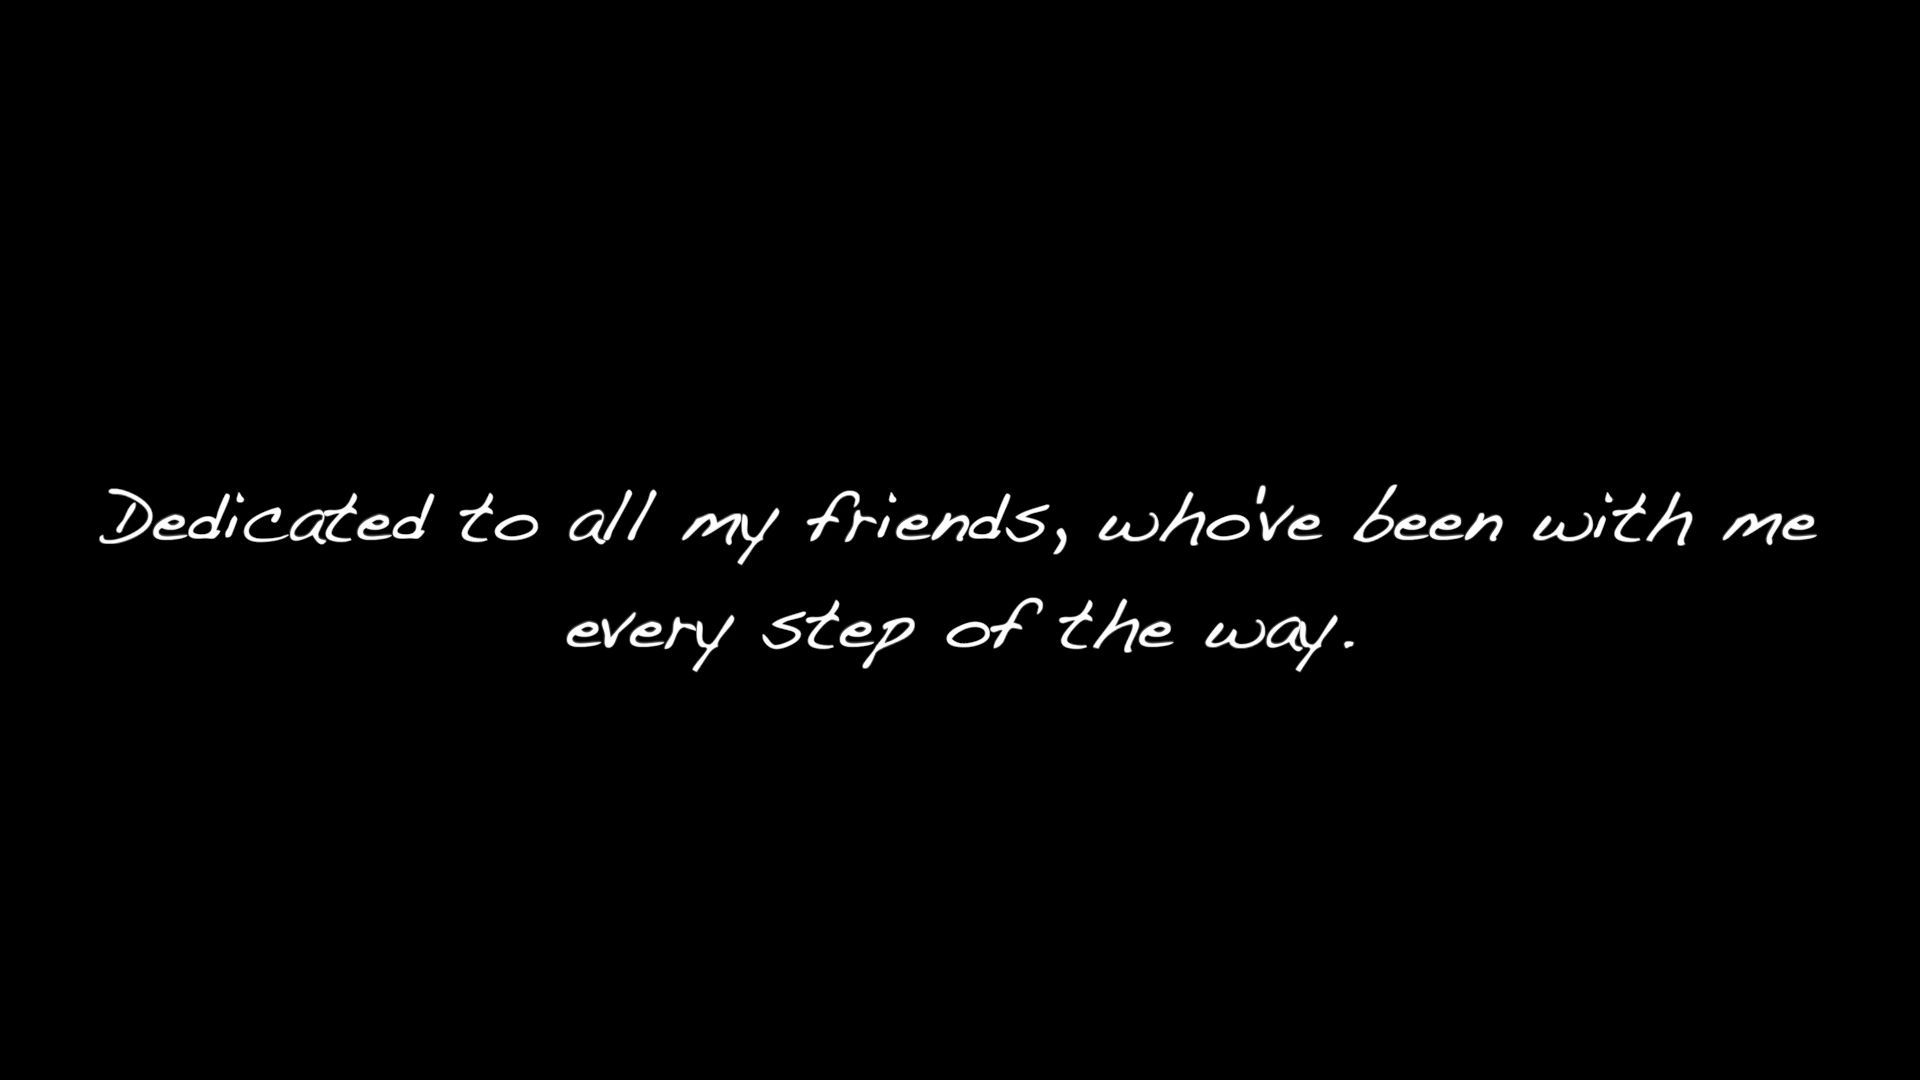 Dedicated to all my friends, who've been with me
every step of the way.